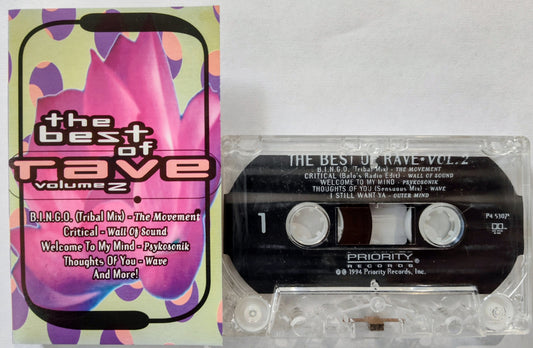 the
best
of
rave
volume 2
B.I.N.G.O. (Tribal Mix) - The Movement
Critical - Wall Of Sound
Welcome To My Mind - Psykosonik
Thoughts Of You - Wave
And More!
THE BEST OF RAVE • VOL. 2
B.I.N.G.O. (Tribal Mix) - THE MOVEMENT
CRITICAL (Balo's Radio Edit) - WALL OF SOUND
WELCOME TO MY MIND - PSYKOSONIK
THOUGHTS OF YOU (Sensuous Mix) - WAVE
I STILL WANT YA - OUTER MIND
1
P4 5307*
PRIORITY
RECORDS
℗ © 1994 Priority Records, Inc.